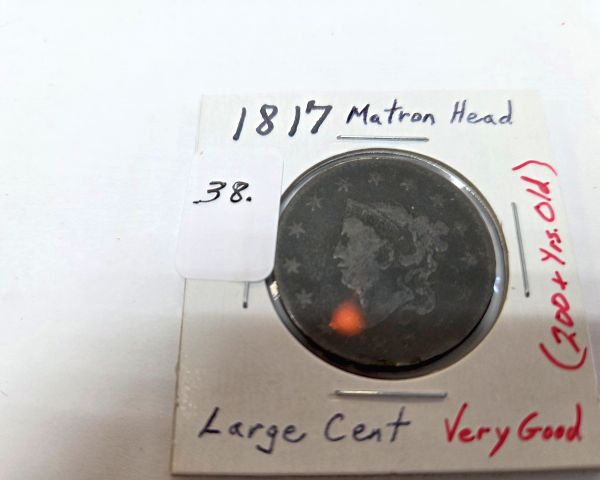 1817 Matron Head
38.
(200+ Yrs. Old)
Large Cent Very Good